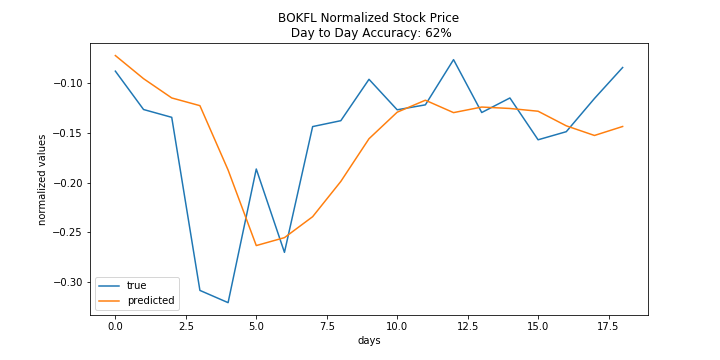 BOKFL Normalized Stock Price
Day to Day Accuracy: 62%
−0.10
−0.15
−0.20
−0.25
−0.30
normalized values
true
predicted
0.0 2.5 5.0 7.5 10.0 12.5 15.0 17.5
days